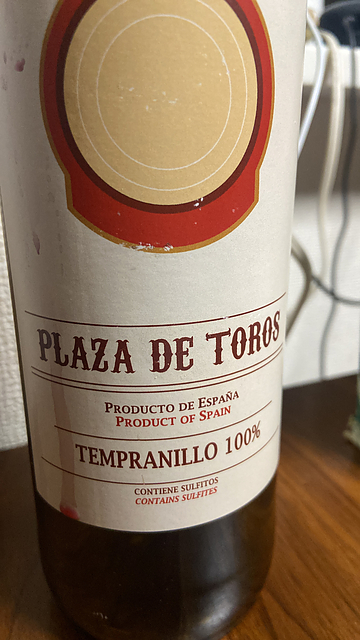 PLAZA DE TOROS
PRODUCTO DE ESPAÑA
PRODUCT OF SPAIN
TEMPRANILLO 100%
CONTIENE SULFITOS
CONTAINS SULFITES